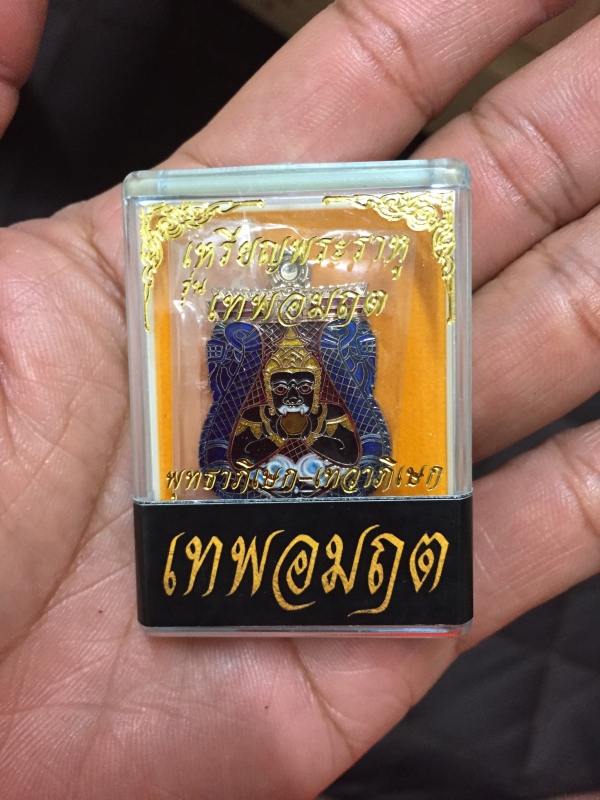 เหรียญพระราหู
รุ่น เทพอมฤต
พุทธาภิเษก-เทวาภิเษก
เทพอมฤต